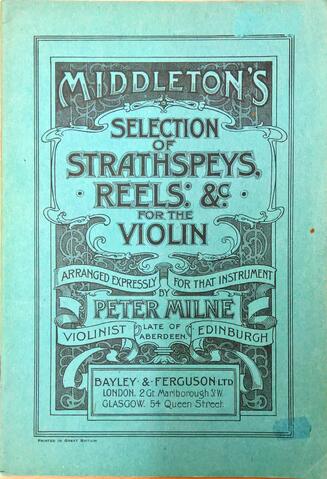 MIDDLETON'S
SELECTION
OF
STRATHSPEYS,
REELS: &c
FOR THE
VIOLIN
ARRANGED EXPRESSLY FOR THAT INSTRUMENT
BY
PETER MILNE
VIOLINIST LATE OF ABERDEEN. EDINBURGH
BAYLEY & FERGUSON LTD
LONDON. 2 Gt. Marlborough St W.
GLASGOW. 54 Queen Street.
PRINTED IN GREAT BRITAIN